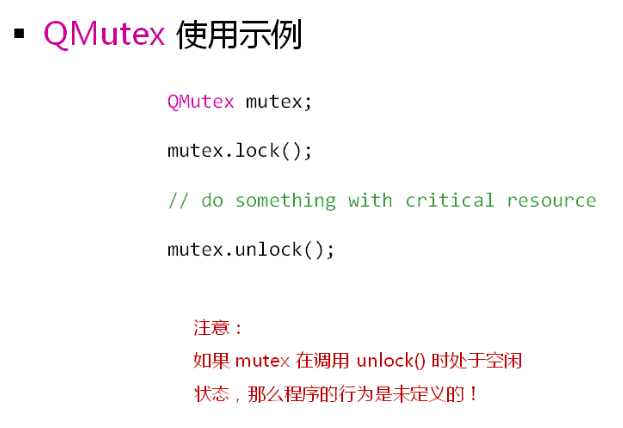 QMutex 使用示例
QMutex mutex;
mutex.lock();
// do something with critical resource
mutex.unlock();
注意：
如果 mutex 在调用 unlock() 时处于空闲
状态，那么程序的行为是未定义的！